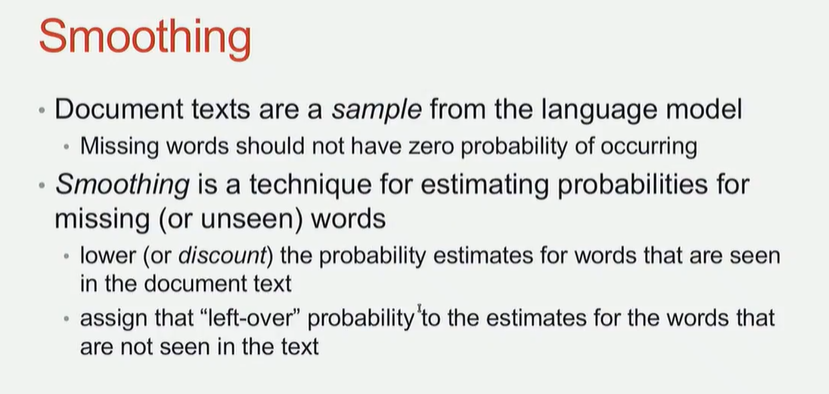 Smoothing
• Document texts are a sample from the language model
• Missing words should not have zero probability of occurring
• Smoothing is a technique for estimating probabilities for
missing (or unseen) words
• lower (or discount) the probability estimates for words that are seen
in the document text
• assign that “left-over” probability to the estimates for the words that
are not seen in the text